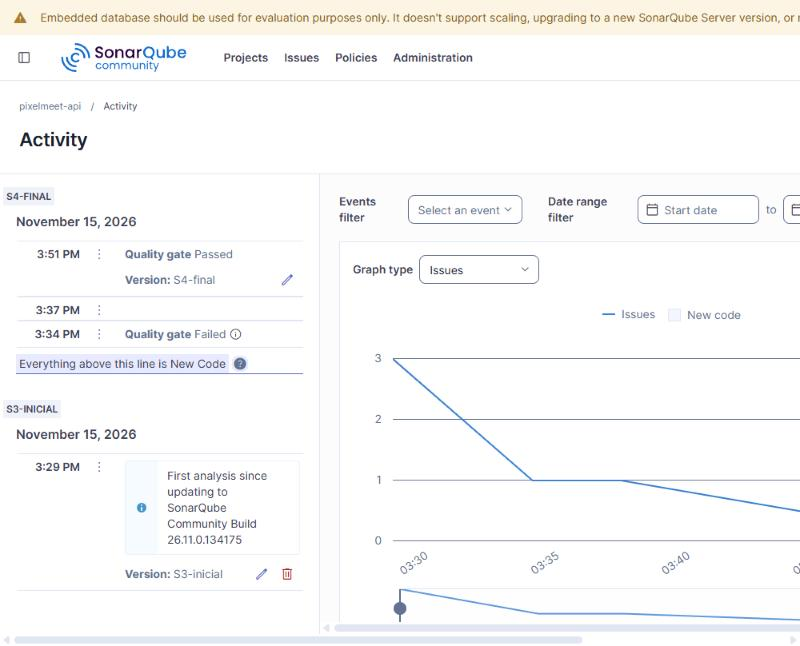 Embedded database should be used for evaluation purposes only. It doesn't support scaling, upgrading to a new SonarQube Server version, or
SonarQube
community
Projects Issues Policies Administration
pixelmeet-api / Activity
Activity
S4-FINAL
November 15, 2026
3:51 PM Quality gate Passed
Version: S4-final
3:37 PM
3:34 PM Quality gate Failed
Everything above this line is New Code ?
S3-INICIAL
November 15, 2026
3:29 PM
First analysis since
updating to
SonarQube
Community Build
26.11.0.134175
Version: S3-inicial
Events
filter
Select an event
Date range
filter
Start date
to
Graph type
Issues
Issues
New code
3
2
1
0
03:30
03:35
03:40